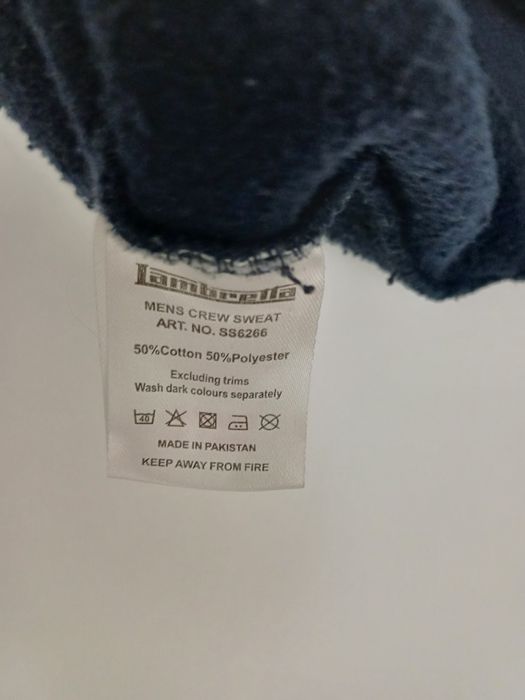 Lambretta
MENS CREW SWEAT
ART. NO. SS6266
50%Cotton 50%Polyester
Excluding trims
Wash dark colours separately
40
MADE IN PAKISTAN
KEEP AWAY FROM FIRE